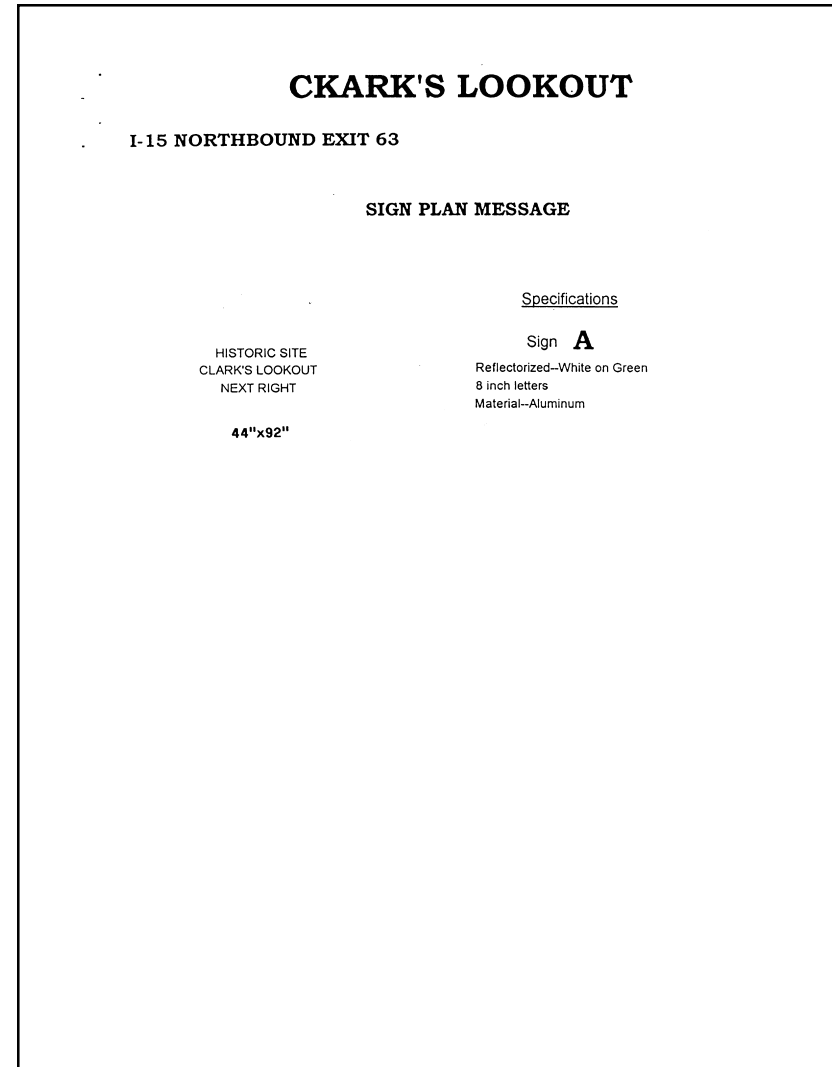 CKARK'S LOOKOUT
I-15 NORTHBOUND EXIT 63
SIGN PLAN MESSAGE
HISTORIC SITE
CLARK'S LOOKOUT
NEXT RIGHT
44"x92"
Specifications
Sign A
Reflectorized--White on Green
8 inch letters
Material--Aluminum